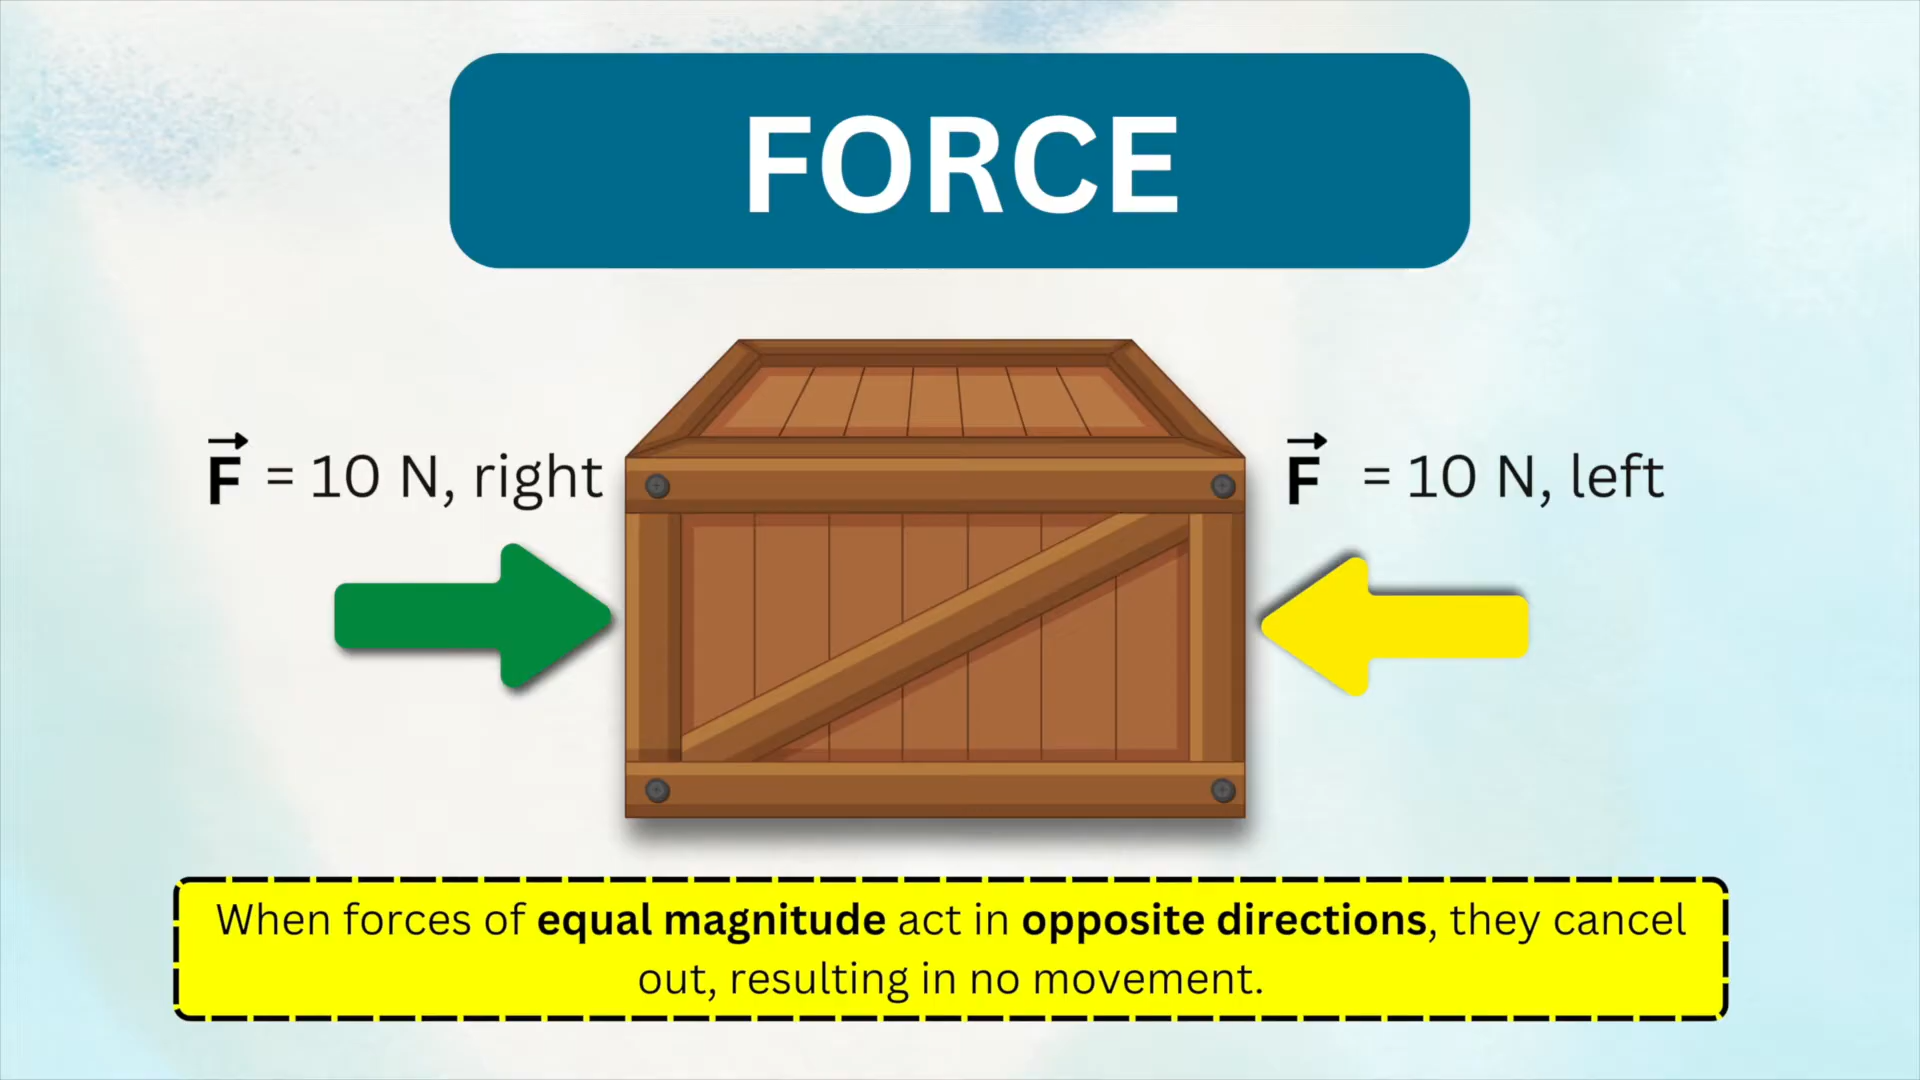 FORCE
F = 10 N, right
F = 10 N, left
When forces of equal magnitude act in opposite directions, they cancel
out, resulting in no movement.